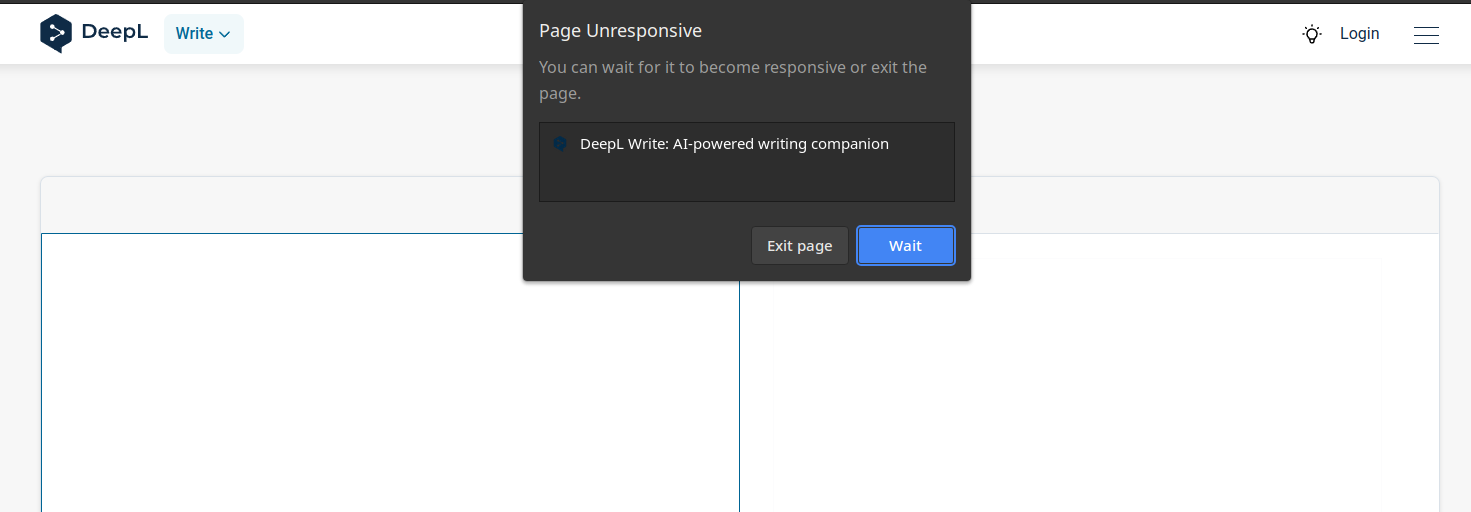 DeepL
Write
Login
Page Unresponsive
You can wait for it to become responsive or exit the
page.
DeepL Write: AI-powered writing companion
Exit page
Wait